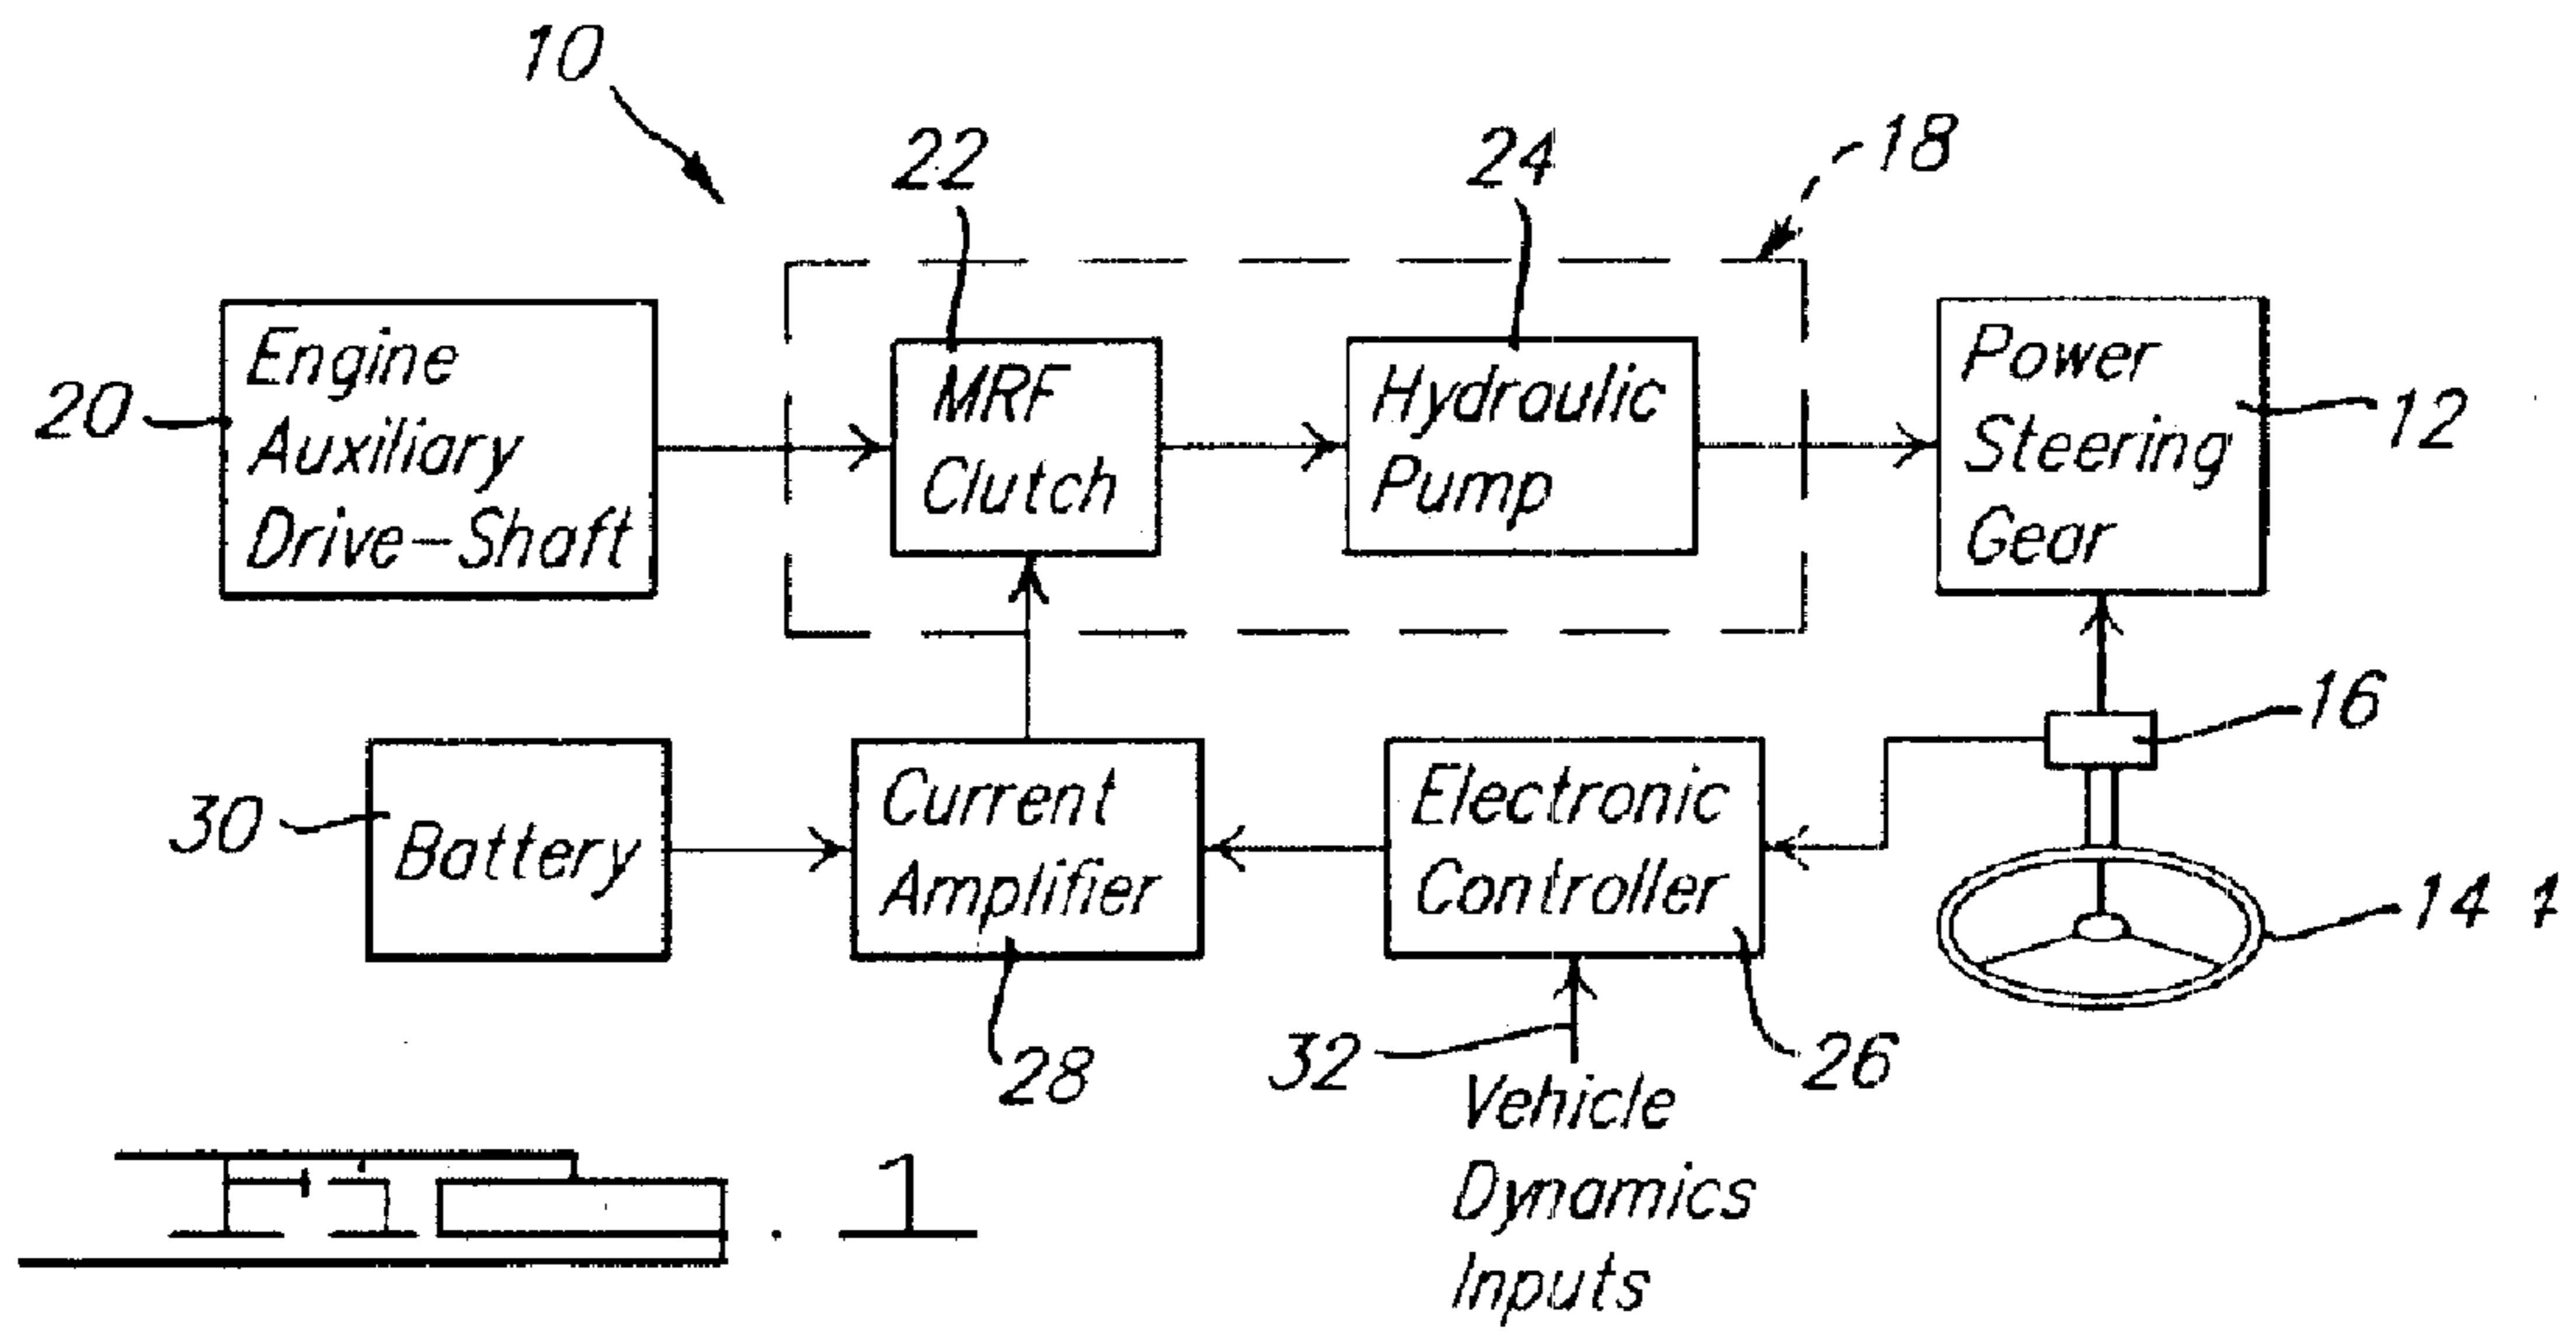 10
22
24
18
Engine
Auxiliary
Drive-Shaft
20
MRF
Clutch
Hydraulic
Pump
Power
Steering
Gear
12
16
30
Battery
Current
Amplifier
28
Electronic
Controller
26
14
32
Vehicle
Dynamics
Inputs
Fig. 1